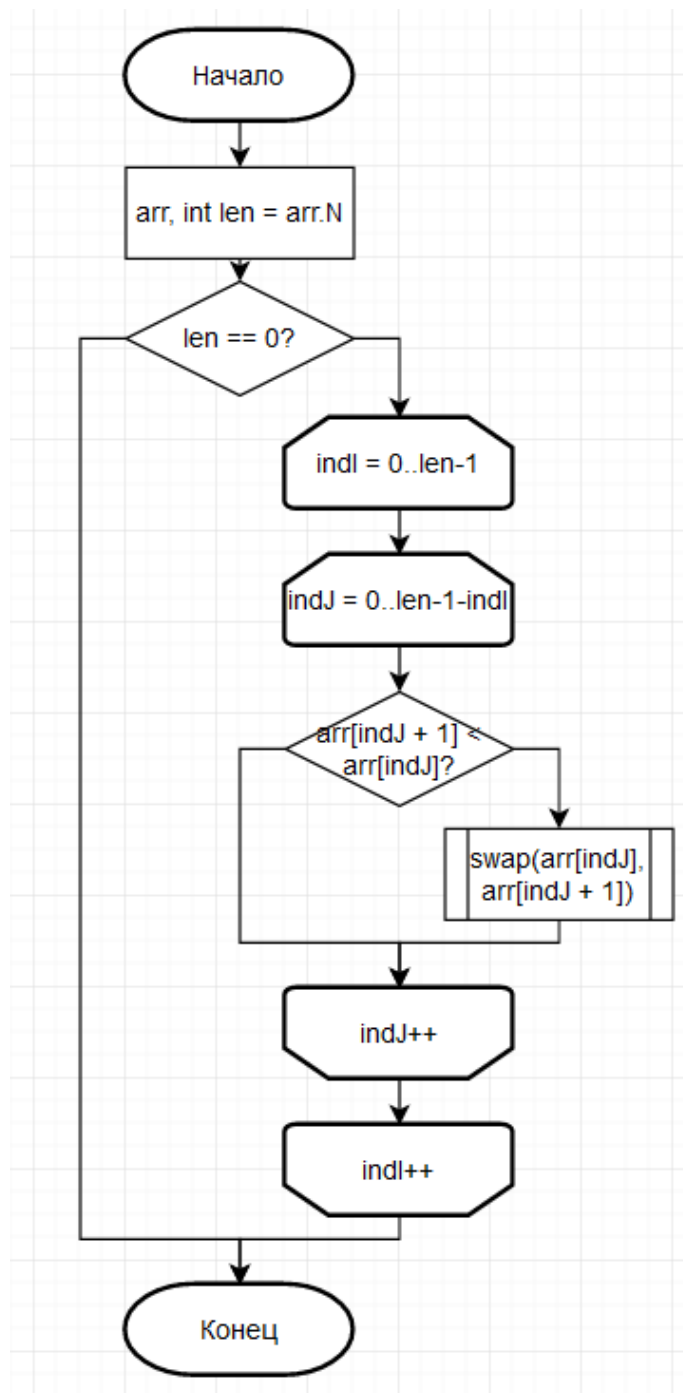 Начало
arr, int len = arr.N
len == 0?
indI = 0..len-1
indJ = 0..len-1-indI
arr[indJ + 1] <
arr[indJ]?
swap(arr[indJ],
arr[indJ + 1])
indJ++
indI++
Конец